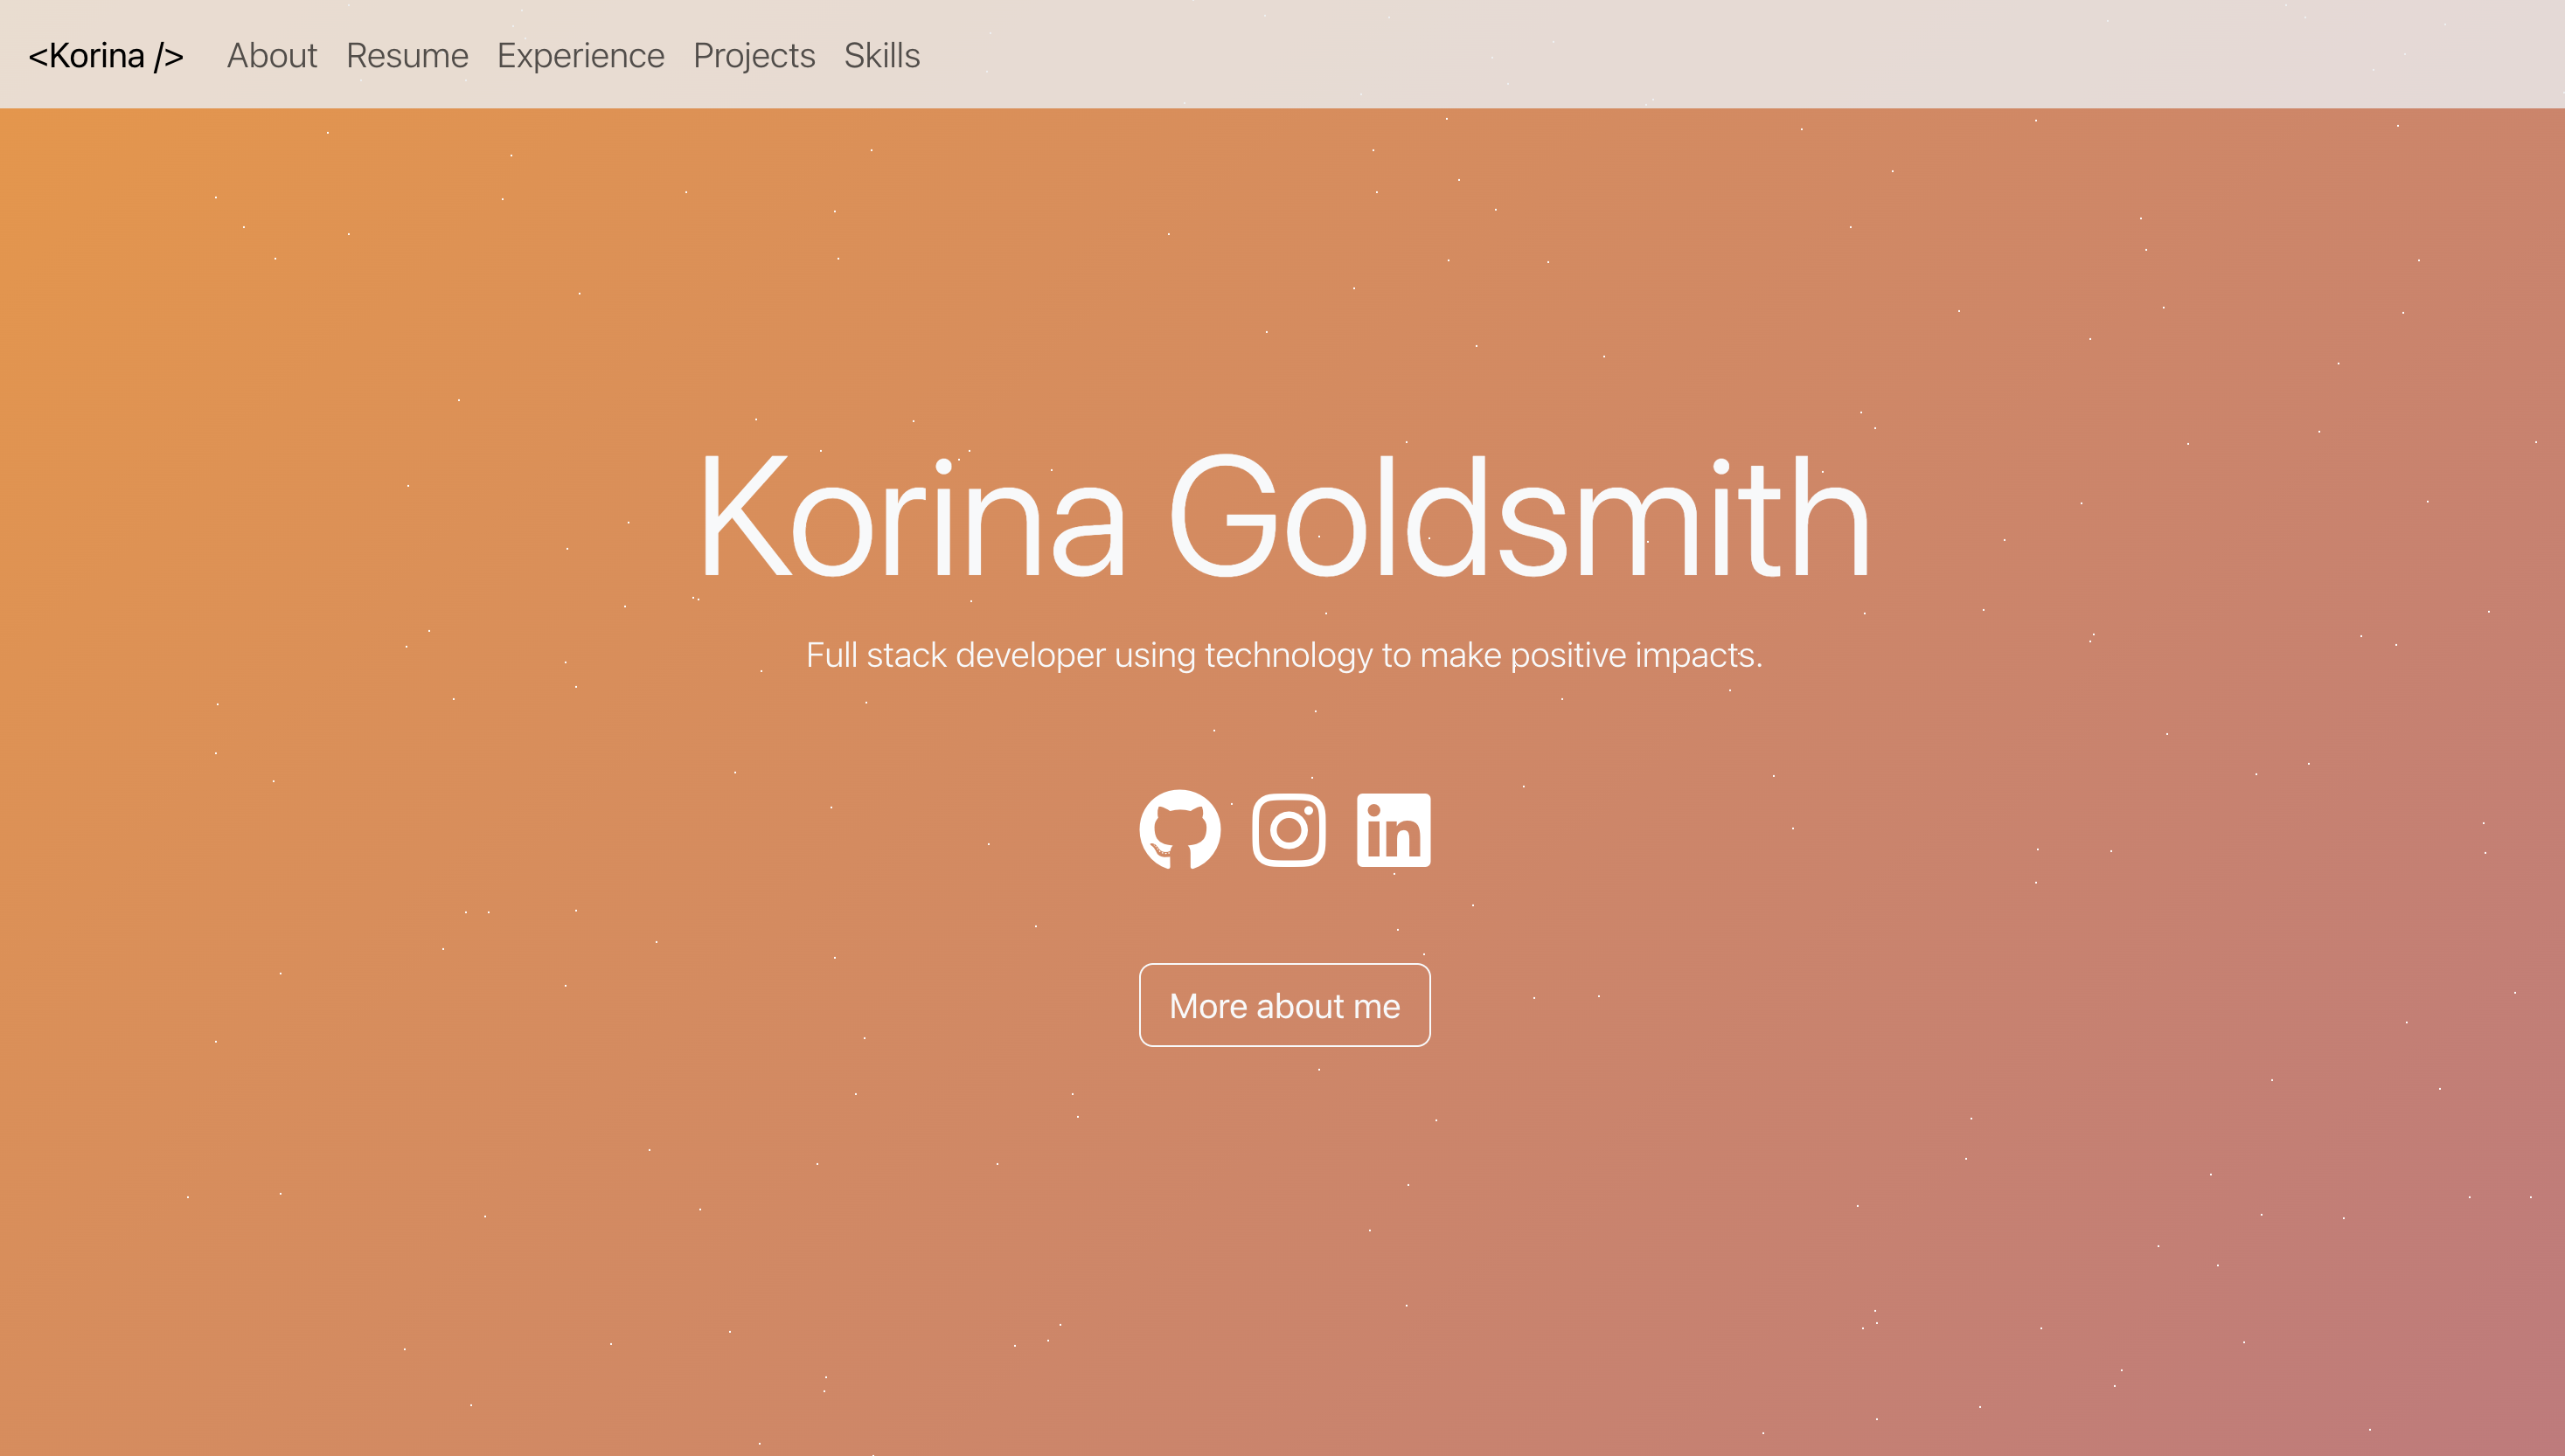 <Korina /> About Resume Experience Projects Skills
Korina Goldsmith
Full stack developer using technology to make positive impacts.
in
More about me